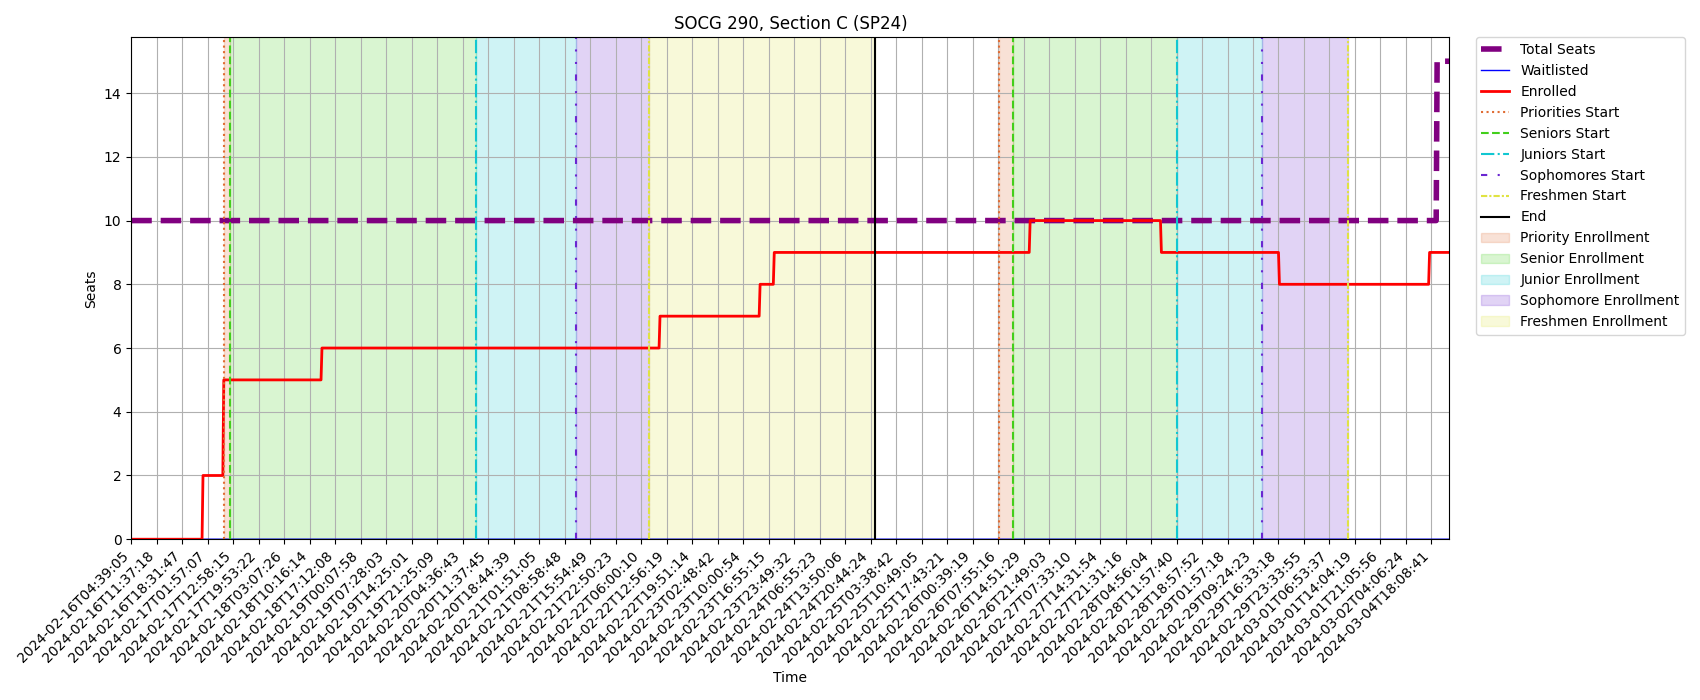 SOCG 290, Section C (SP24)
Seats
14
12
10
8
6
4
2
0
2024-02-16T04:39:05
2024-02-16T11:37:18
2024-02-16T18:31:47
2024-02-17T01:57:07
2024-02-17T12:58:15
2024-02-17T19:53:22
2024-02-18T03:07:26
2024-02-18T10:16:14
2024-02-18T17:12:08
2024-02-19T00:07:58
2024-02-19T07:28:03
2024-02-19T14:25:01
2024-02-19T21:25:09
2024-02-20T04:36:43
2024-02-20T11:37:45
2024-02-20T18:44:39
2024-02-21T01:51:05
2024-02-21T08:58:48
2024-02-21T15:54:49
2024-02-21T22:50:23
2024-02-22T06:00:10
2024-02-22T12:56:19
2024-02-22T19:51:14
2024-02-23T02:48:42
2024-02-23T10:00:54
2024-02-23T16:55:15
2024-02-23T23:49:32
2024-02-24T06:55:23
2024-02-24T13:50:06
2024-02-24T20:44:24
2024-02-25T03:38:42
2024-02-25T10:49:05
2024-02-25T17:43:21
2024-02-26T00:39:19
2024-02-26T07:55:16
2024-02-26T14:51:29
2024-02-26T21:49:03
2024-02-27T07:33:10
2024-02-27T14:31:54
2024-02-27T21:31:16
2024-02-28T04:56:04
2024-02-28T11:57:40
2024-02-28T18:57:52
2024-02-29T01:57:18
2024-02-29T09:24:23
2024-02-29T16:33:18
2024-02-29T23:33:55
2024-03-01T06:53:37
2024-03-01T14:04:19
2024-03-01T21:05:56
2024-03-02T04:06:24
2024-03-04T18:08:41
Time
Total Seats
Waitlisted
Enrolled
Priorities Start
Seniors Start
Juniors Start
Sophomores Start
Freshmen Start
End
Priority Enrollment
Senior Enrollment
Junior Enrollment
Sophomore Enrollment
Freshmen Enrollment